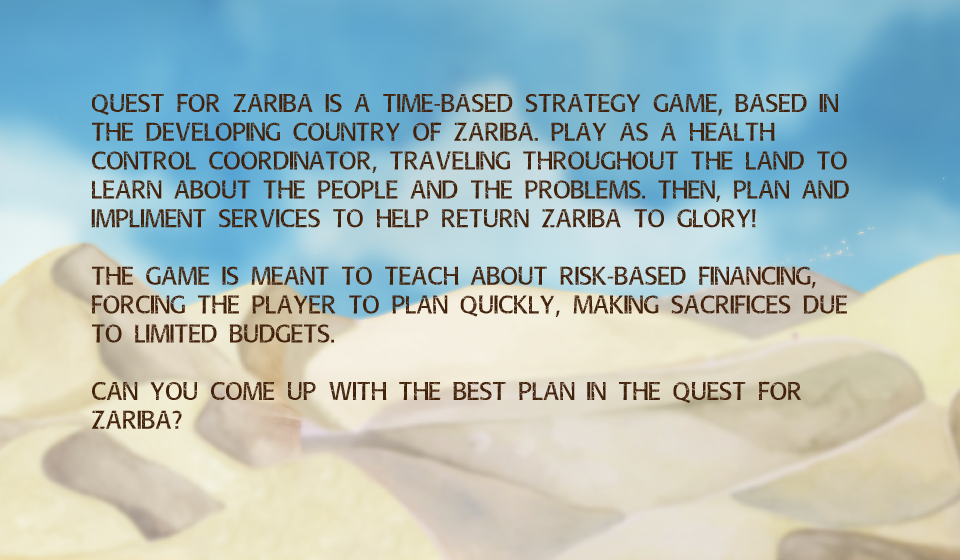 QUEST FOR ZARIBA IS A TIME-BASED STRATEGY GAME, BASED IN
THE DEVELOPING COUNTRY OF ZARIBA. PLAY AS A HEALTH
CONTROL COORDINATOR, TRAVELING THROUGHOUT THE LAND TO
LEARN ABOUT THE PEOPLE AND THE PROBLEMS. THEN, PLAN AND
IMPLIMENT SERVICES TO HELP RETURN ZARIBA TO GLORY!
THE GAME IS MEANT TO TEACH ABOUT RISK-BASED FINANCING,
FORCING THE PLAYER TO PLAN QUICKLY, MAKING SACRIFICES DUE
TO LIMITED BUDGETS.
CAN YOU COME UP WITH THE BEST PLAN IN THE QUEST FOR
ZARIBA?